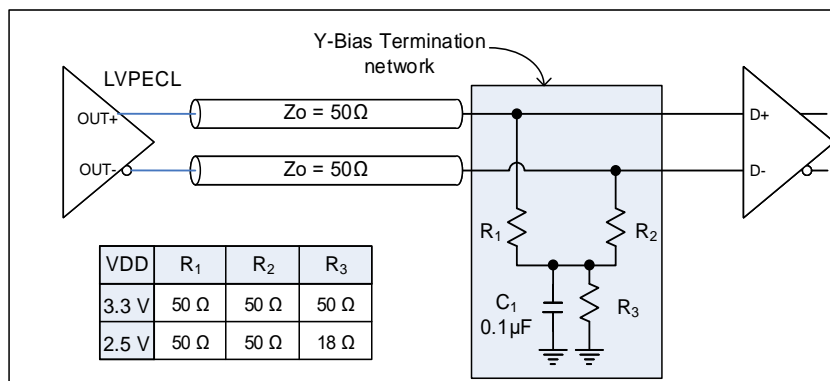 Y-Bias Termination
network
LVPECL
OUT+
Zo = 50Ω
D+
OUT-
Zo = 50Ω
D-
R1
R2
C1
0.1µF
R3
VDD R1 R2 R3
3.3 V 50 Ω 50 Ω 50 Ω
2.5 V 50 Ω 50 Ω 18 Ω